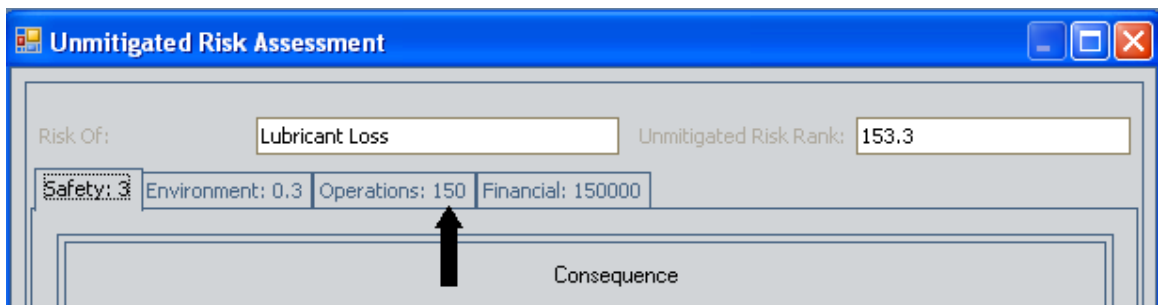 Unmitigated Risk Assessment
Risk Of: Lubricant Loss Unmitigated Risk Rank: 153.3
Safety: 3 Environment: 0.3 Operations: 150 Financial: 150000
Consequence